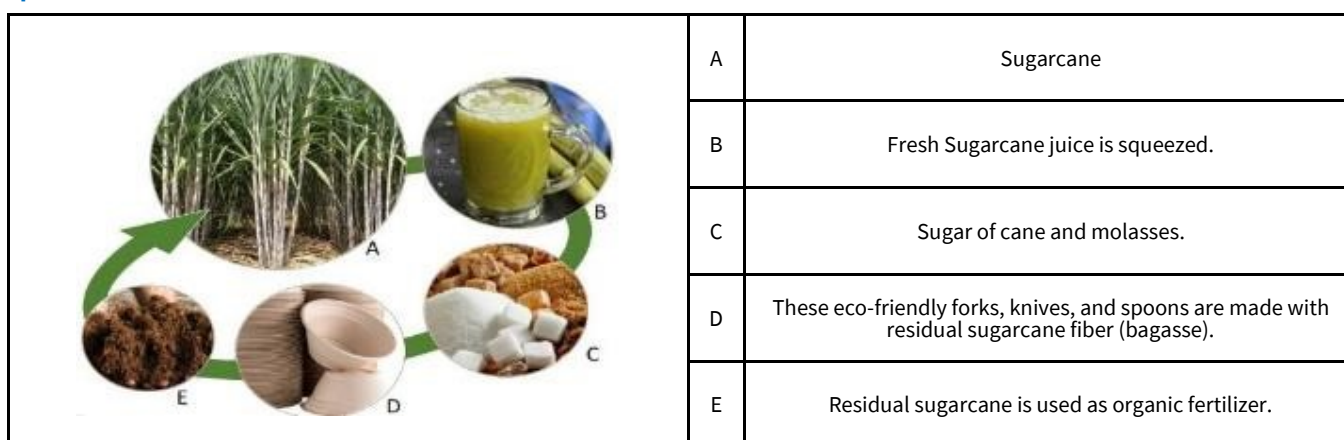 A
B
C
D
E
A Sugarcane
B Fresh Sugarcane juice is squeezed.
C Sugar of cane and molasses.
D These eco-friendly forks, knives, and spoons are made with
residual sugarcane fiber (bagasse).
E Residual sugarcane is used as organic fertilizer.